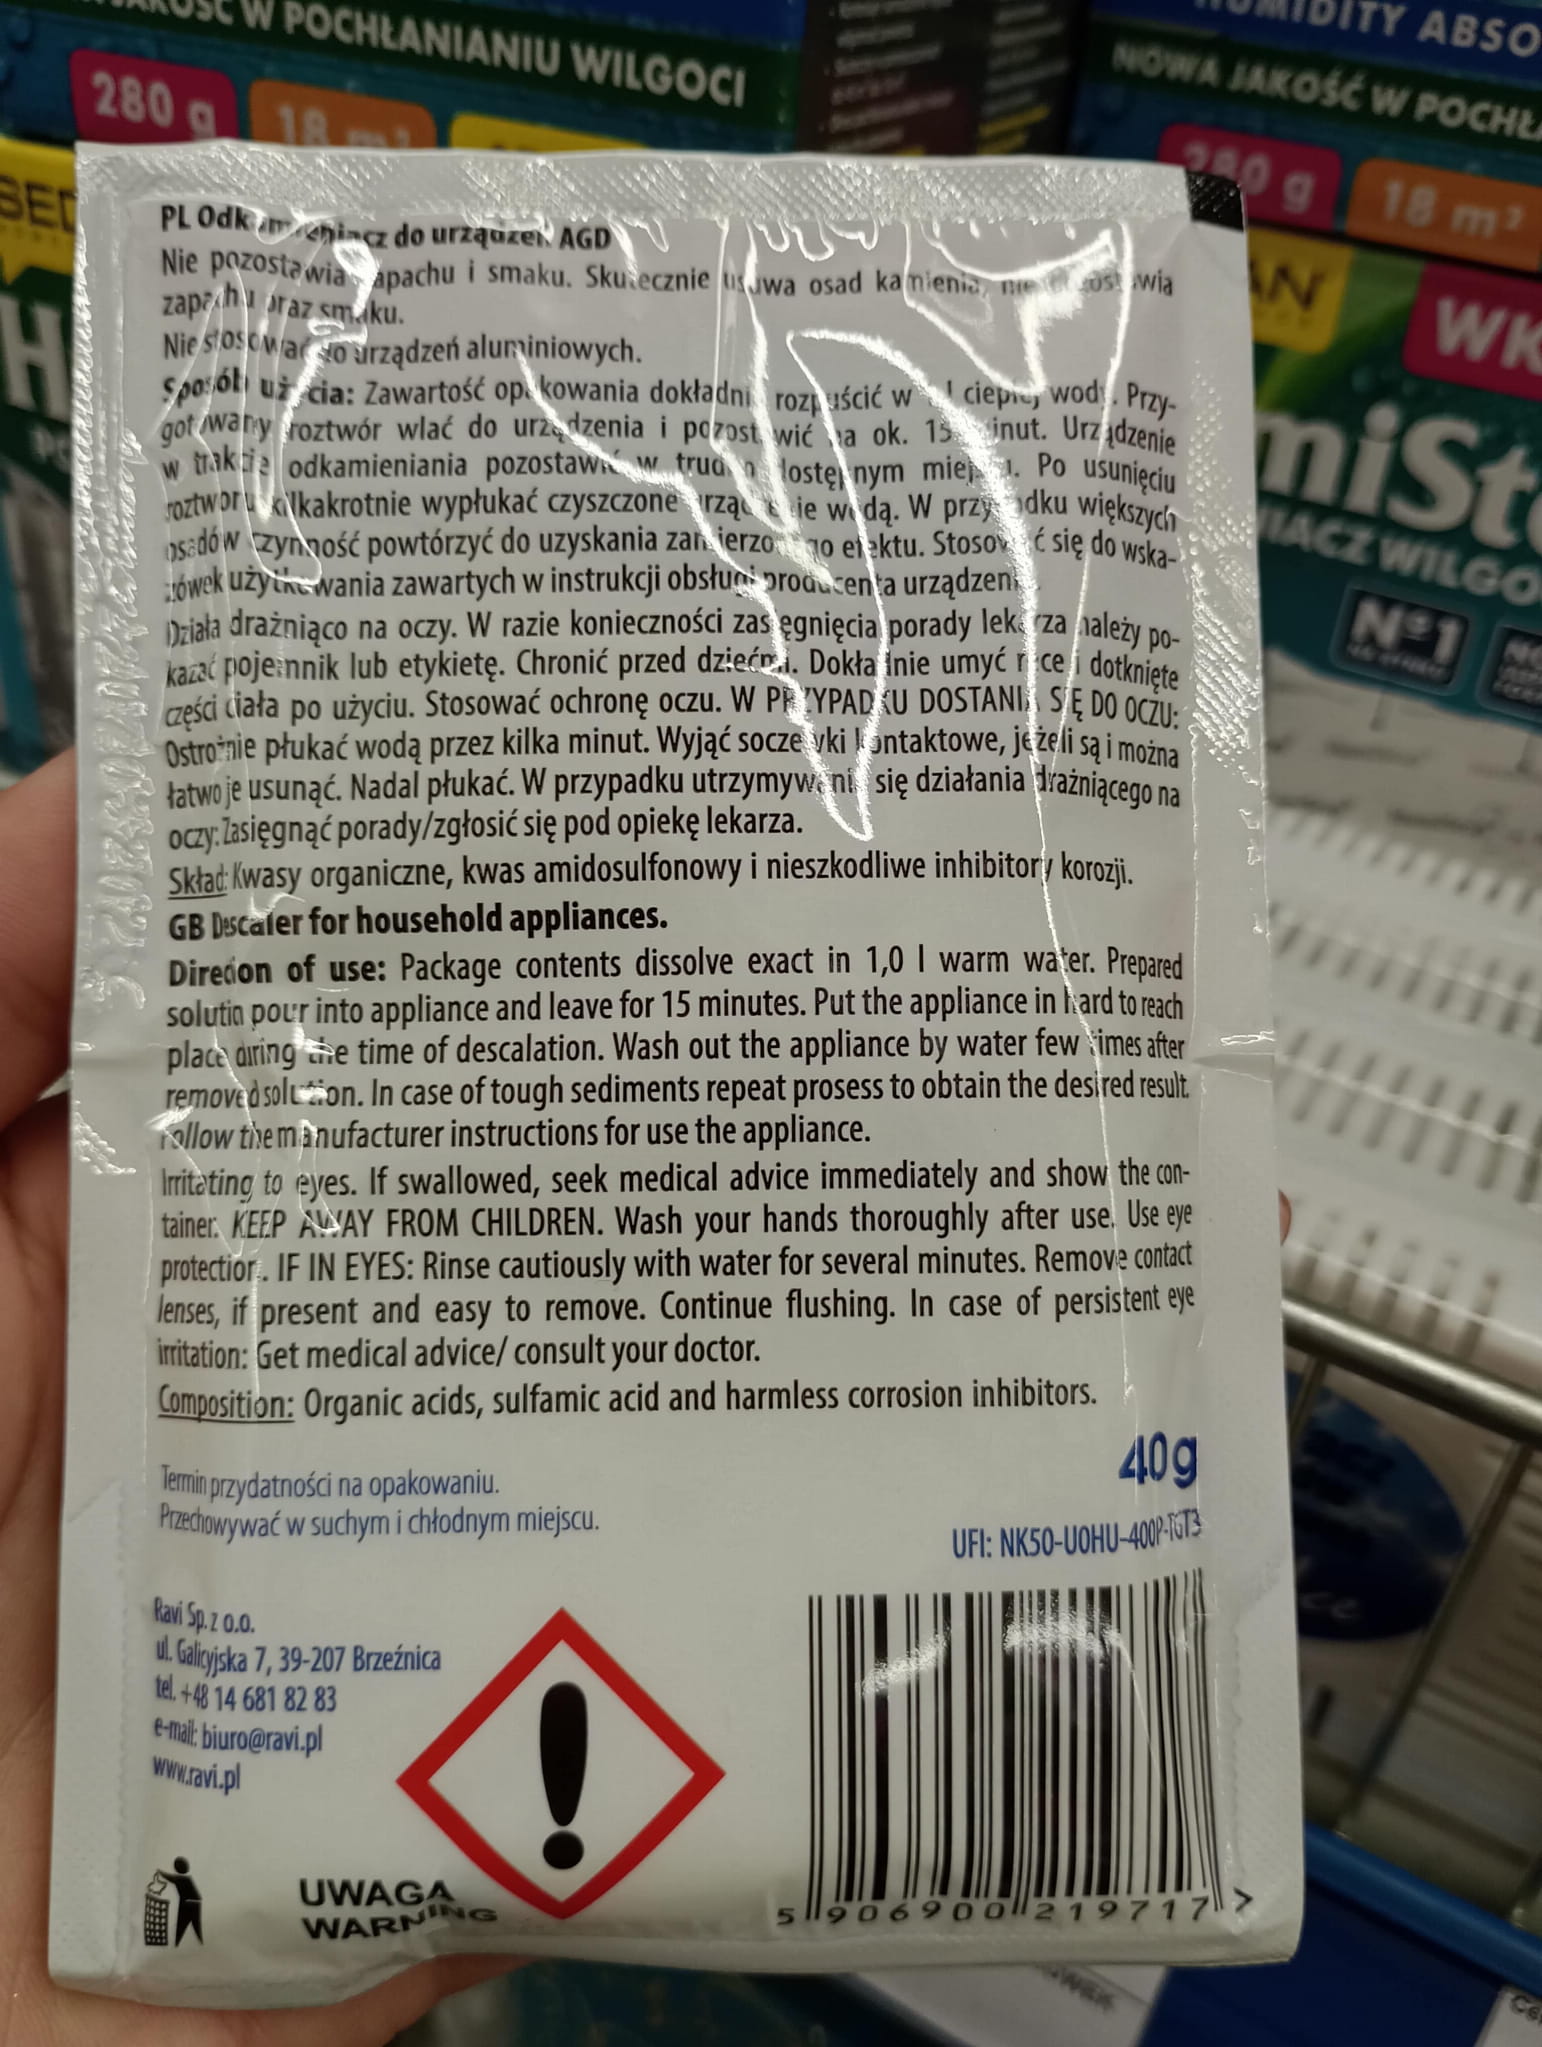 W POCHŁANIANIU WILGOCI
280 g
18 m²
HUMIDITY ABSO
NOWA JAKOŚĆ W POCHŁ
280 g
18 m²
PL Odkamieniacz do urządzeń AGD
Nie pozostawia zapachu i smaku. Skutecznie usuwa osad kamienia, nie pozostawia
zapachu oraz smaku.
Nie stosować do urządzeń aluminiowych.
Sposób użycia: Zawartość opakowania dokładnie rozpuścić w l ciepłej wody. Przy-
gotowany roztwór wlać do urządzenia i pozostawić na ok. 15 minut. Urządzenie
w trakcie odkamieniania pozostawić w trudno dostępnym miejscu. Po usunięciu
roztworu kilkakrotnie wypłukać czyszczone urządzenie wodą. W przypadku większych
osadów czynność powtórzyć do uzyskania zamierzonego efektu. Stosować się do wska-
zówek użytkowania zawartych w instrukcji obsługi producenta urządzenia.
Działa drażniąco na oczy. W razie konieczności zasięgnięcia porady lekarza należy po-
kazać pojemnik lub etykietę. Chronić przed dziećmi. Dokładnie umyć ręce i dotknięte
części ciała po użyciu. Stosować ochronę oczu. W PRZYPADKU DOSTANIA SIĘ DO OCZU:
Ostrożnie płukać wodą przez kilka minut. Wyjąć soczewki kontaktowe, jeżeli są i można
łatwo je usunąć. Nadal płukać. W przypadku utrzymywania się działania drażniącego na
oczy: Zasięgnąć porady/zgłosić się pod opiekę lekarza.
Skład: Kwasy organiczne, kwas amidosulfonowy i nieszkodliwe inhibitory korozji.
GB Descaler for household appliances.
Direction of use: Package contents dissolve exact in 1,0 l warm water. Prepared
solutin pour into appliance and leave for 15 minutes. Put the appliance in hard to reach
place during the time of descalation. Wash out the appliance by water few times after
removed solution. In case of tough sediments repeat prosess to obtain the desired result.
Follow the manufacturer instructions for use the appliance.
Irritating to eyes. If swallowed, seek medical advice immediately and show the con-
tainer. KEEP AWAY FROM CHILDREN. Wash your hands thoroughly after use. Use eye
protection. IF IN EYES: Rinse cautiously with water for several minutes. Remove contact
lenses, if present and easy to remove. Continue flushing. In case of persistent eye
irritation: Get medical advice/ consult your doctor.
Composition: Organic acids, sulfamic acid and harmless corrosion inhibitors.
40g
Termin przydatności na opakowaniu.
Przechowywać w suchym i chłodnym miejscu.
UFI: NK50-U0HU-400P-TGT3
Ravi Sp. z o.o.
ul. Galicyjska 7, 39-207 Brzeźnica
tel. +48 14 681 82 83
e-mail: biuro@ravi.pl
www.ravi.pl
UWAGA
WARNING
5 906900 219717 >
WK
miSt
IACZ WILGO
Nº1